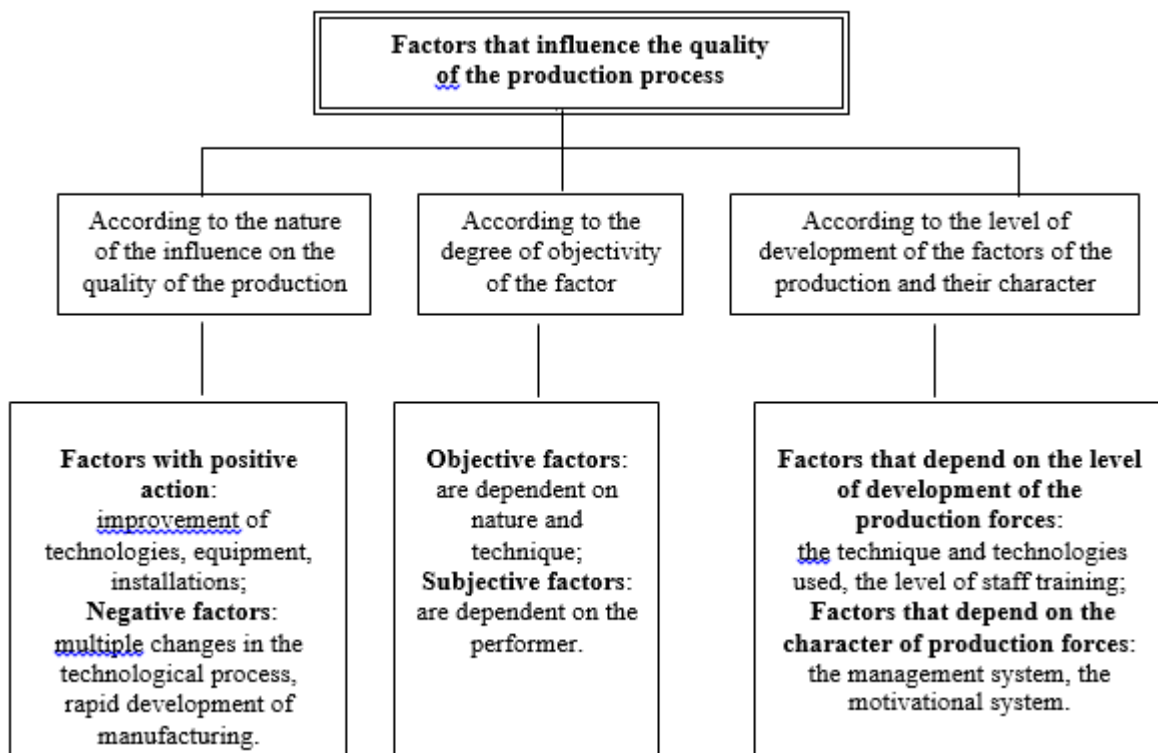 Factors that influence the quality
of the production process
According to the nature
of the influence on the
quality of the production
According to the
degree of objectivity
of the factor
According to the level of
development of the factors of the
production and their character
Factors with positive
action:
improvement of
technologies, equipment,
installations;
Negative factors:
multiple changes in the
technological process,
rapid development of
manufacturing.
Objective factors:
are dependent on
nature and
technique;
Subjective factors:
are dependent on the
performer.
Factors that depend on the level
of development of the
production forces:
the technique and technologies
used, the level of staff training;
Factors that depend on the
character of production forces:
the management system, the
motivational system.